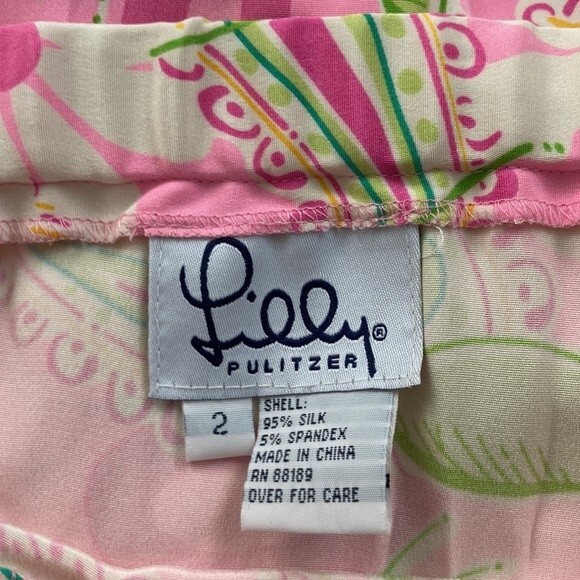 Lilly®
PULITZER
2
SHELL:
95% SILK
5% SPANDEX
MADE IN CHINA
RN 88189
OVER FOR CARE